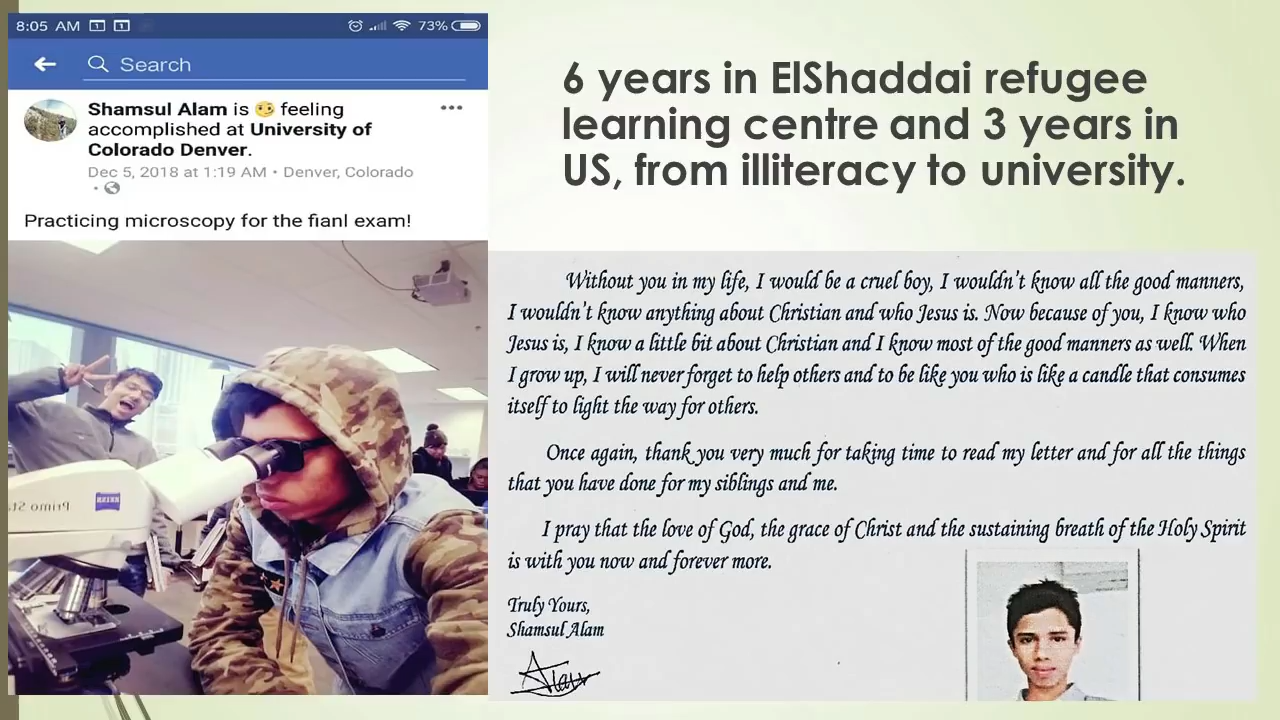 8:05 AM
73%
Search
Shamsul Alam is 😏 feeling
accomplished at University of
Colorado Denver.
Dec 5, 2018 at 1:19 AM • Denver, Colorado
Practicing microscopy for the fianl exam!
ZEISS
Primo
6 years in ElShaddai refugee
learning centre and 3 years in
US, from illiteracy to university.
Without you in my life, I would be a cruel boy, I wouldn't know all the good manners,
I wouldn't know anything about Christian and who Jesus is. Now because of you, I know who
Jesus is, I know a little bit about Christian and I know most of the good manners as well. When
I grow up, I will never forget to help others and to be like you who is like a candle that consumes
itself to light the way for others.
Once again, thank you very much for taking time to read my letter and for all the things
that you have done for my siblings and me.
I pray that the love of God, the grace of Christ and the sustaining breath of the Holy Spirit
is with you now and forever more.
Truly Yours,
Shamsul Alam